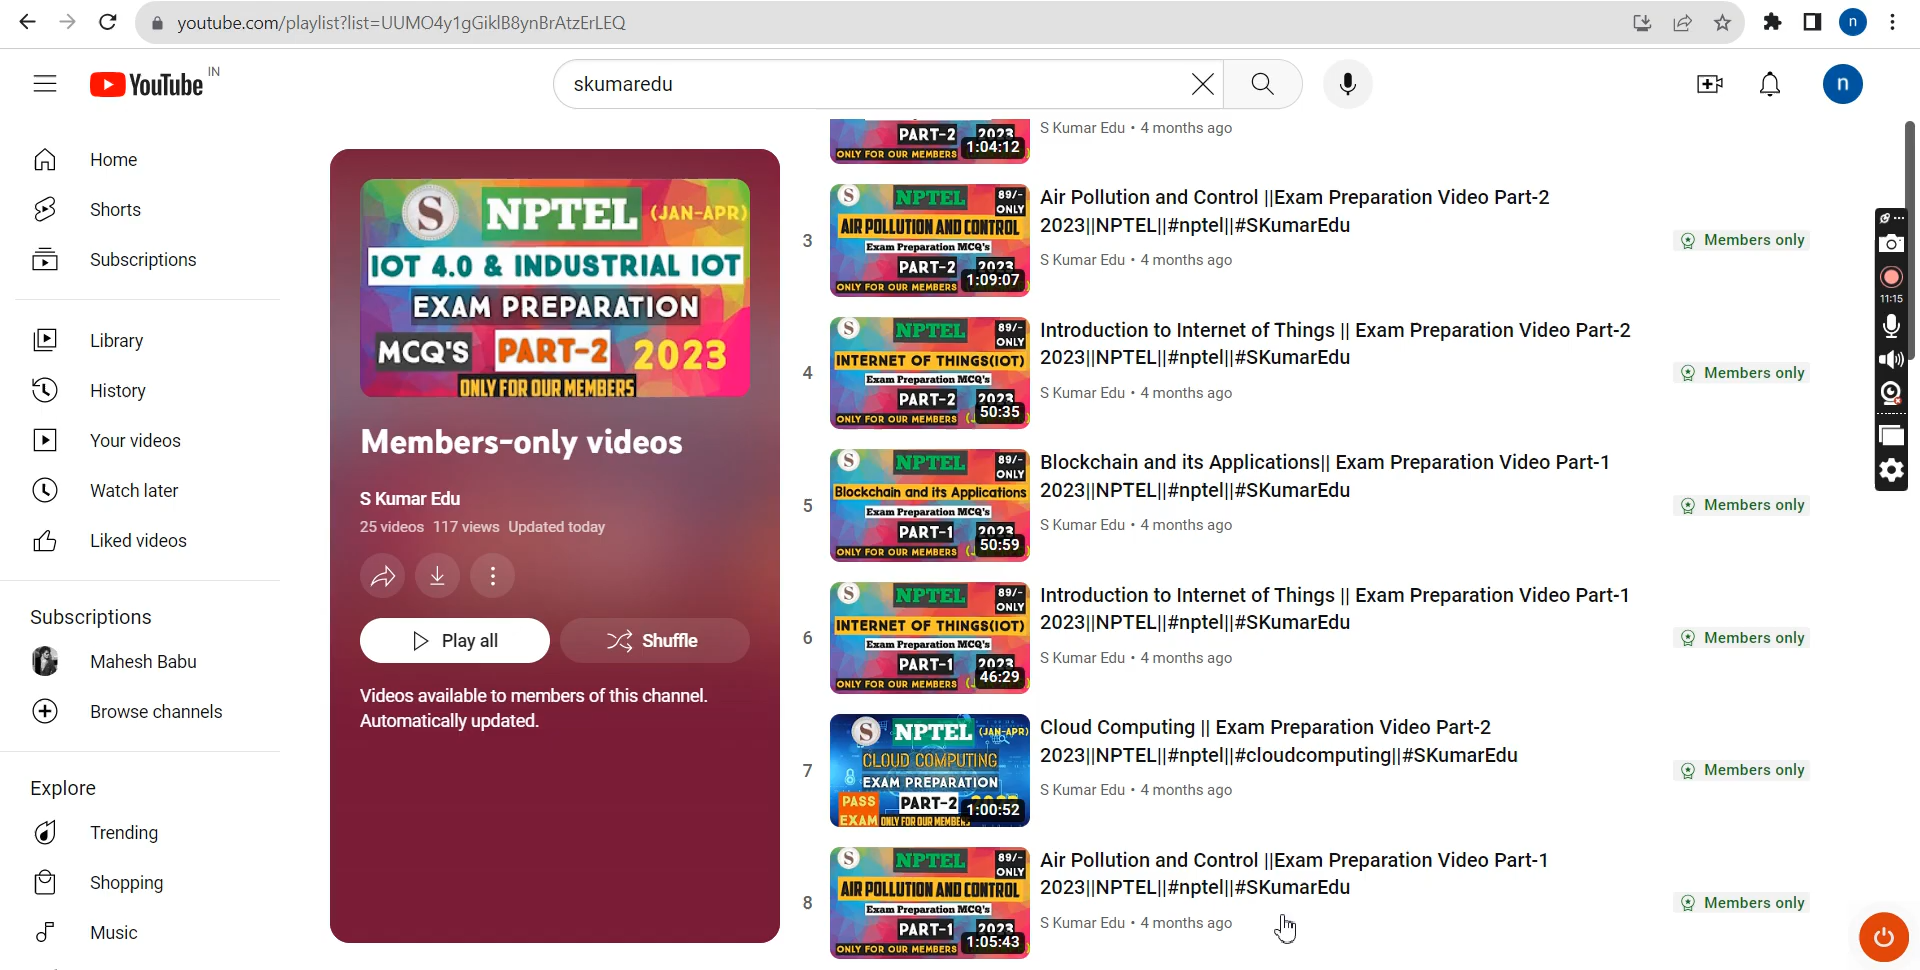 youtube.com/playlist?list=UUMO4y1gGiklB8ynBrAtzErLEQ
n
YouTube IN
skumaredu
n
Home
Shorts
Subscriptions
Library
History
Your videos
Watch later
Liked videos
Subscriptions
Mahesh Babu
Browse channels
Explore
Trending
Shopping
Music
S NPTEL (JAN-APR)
IOT 4.0 & INDUSTRIAL IOT
EXAM PREPARATION
MCQ'S PART-2 2023
ONLY FOR OUR MEMBERS
Members-only videos
S Kumar Edu
25 videos 117 views Updated today
Play all
Shuffle
Videos available to members of this channel.
Automatically updated.
PART-2 2023
ONLY FOR OUR MEMBERS 1:04:12
S Kumar Edu • 4 months ago
3
S NPTEL 89/- ONLY
AIR POLLUTION AND CONTROL
Exam Preparation MCQ's
PART-2 2023
ONLY FOR OUR MEMBERS 1:09:07
Air Pollution and Control ||Exam Preparation Video Part-2
2023||NPTEL||#nptel||#SKumarEdu
S Kumar Edu • 4 months ago
Members only
4
S NPTEL 89/- ONLY
INTERNET OF THINGS(IOT)
Exam Preparation MCQ's
PART-2 2023
ONLY FOR OUR MEMBERS 50:35
Introduction to Internet of Things || Exam Preparation Video Part-2
2023||NPTEL||#nptel||#SKumarEdu
S Kumar Edu • 4 months ago
Members only
5
S NPTEL 89/- ONLY
Blockchain and its Applications
Exam Preparation MCQ's
PART-1 2023
ONLY FOR OUR MEMBERS 50:59
Blockchain and its Applications|| Exam Preparation Video Part-1
2023||NPTEL||#nptel||#SKumarEdu
S Kumar Edu • 4 months ago
Members only
6
S NPTEL 89/- ONLY
INTERNET OF THINGS(IOT)
Exam Preparation MCQ's
PART-1 2023
ONLY FOR OUR MEMBERS 46:29
Introduction to Internet of Things || Exam Preparation Video Part-1
2023||NPTEL||#nptel||#SKumarEdu
S Kumar Edu • 4 months ago
Members only
7
S NPTEL (JAN-APR)
CLOUD COMPUTING
EXAM PREPARATION
PASS PART-2
EXAM ONLY FOR OUR MEMBERS 1:00:52
Cloud Computing || Exam Preparation Video Part-2
2023||NPTEL||#nptel||#cloudcomputing||#SKumarEdu
S Kumar Edu • 4 months ago
Members only
8
S NPTEL 89/- ONLY
AIR POLLUTION AND CONTROL
Exam Preparation MCQ's
PART-1 2023
ONLY FOR OUR MEMBERS 1:05:43
Air Pollution and Control ||Exam Preparation Video Part-1
2023||NPTEL||#nptel||#SKumarEdu
S Kumar Edu • 4 months ago
Members only
11:15